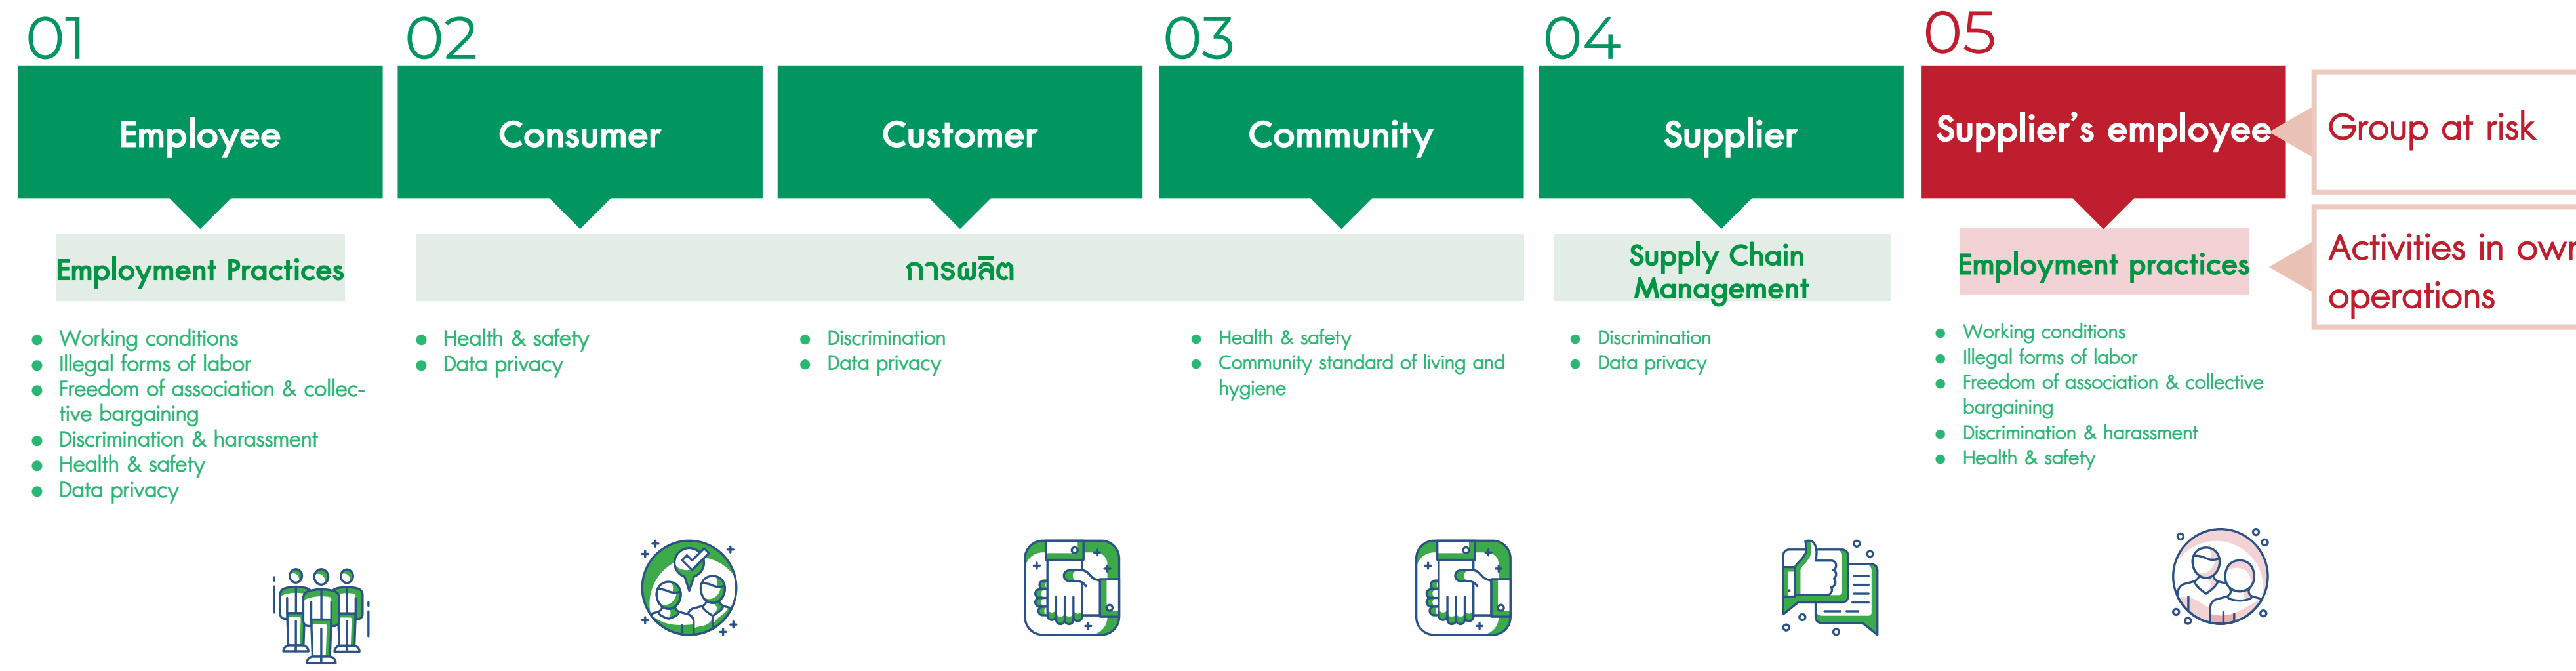 01
Employee
Employment Practices
Working conditions
Illegal forms of labor
Freedom of association & collec-
tive bargaining
Discrimination & harassment
Health & safety
Data privacy
02
Consumer
Customer
การผลิต
Health & safety
Data privacy
Discrimination
Data privacy
03
Community
Health & safety
Community standard of living and
hygiene
04
Supplier
Supply Chain
Management
Discrimination
Data privacy
05
Supplier's employee
Employment practices
Working conditions
Illegal forms of labor
Freedom of association & collective
bargaining
Discrimination & harassment
Health & safety
Group at risk
Activities in own
operations